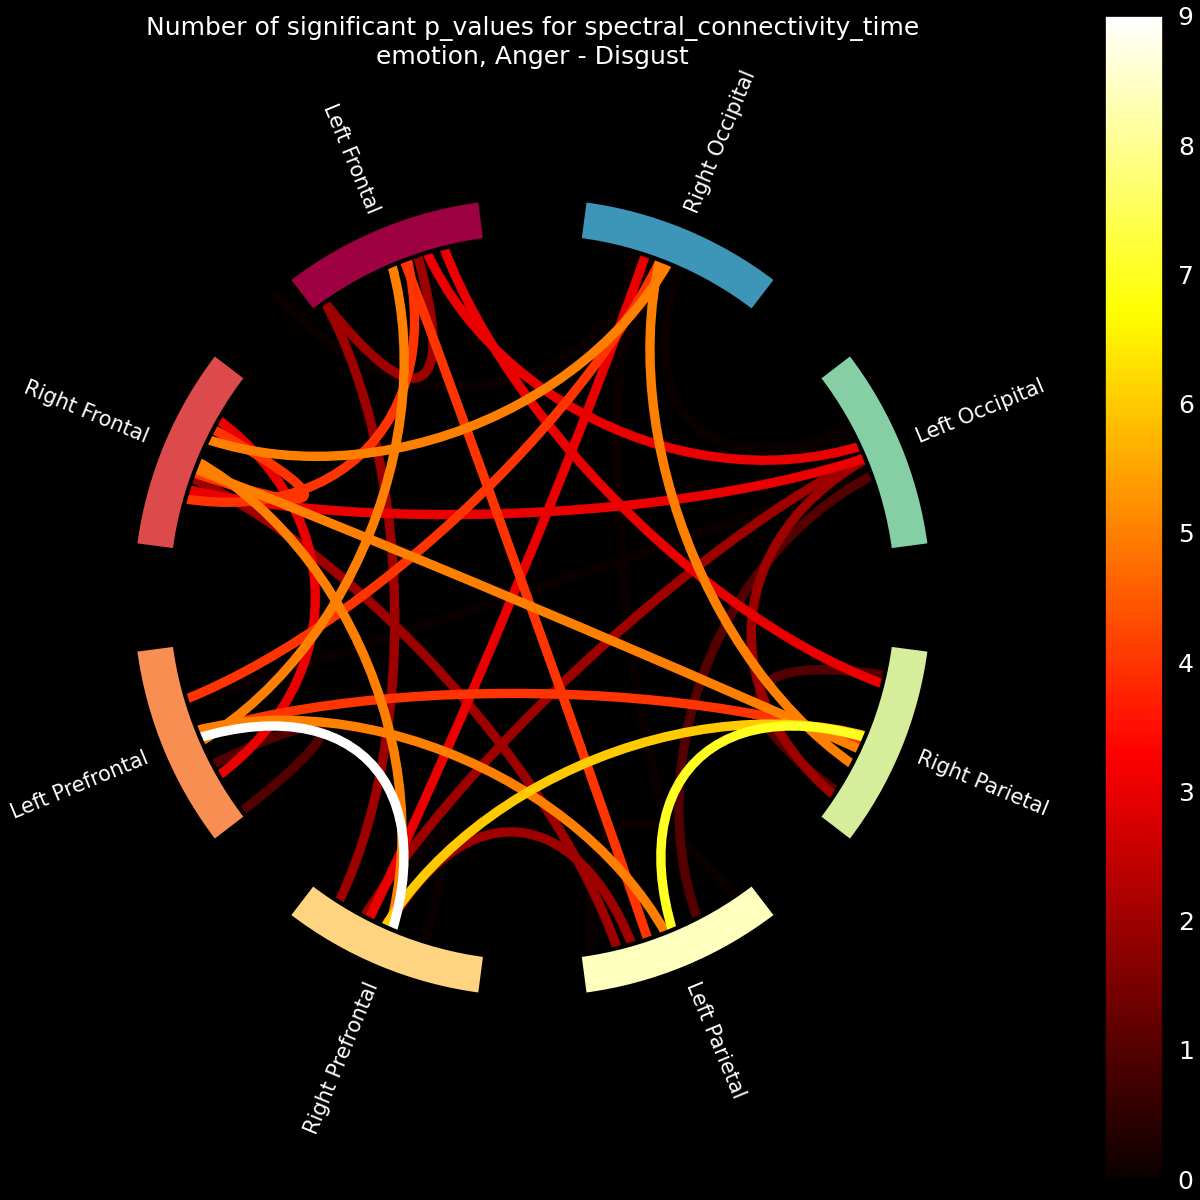 Number of significant p_values for spectral_connectivity_time
emotion, Anger - Disgust
Left Frontal
Right Occipital
Right Frontal
Left Occipital
Left Prefrontal
Right Parietal
Right Prefrontal
Left Parietal
9
8
7
6
5
4
3
2
1
0